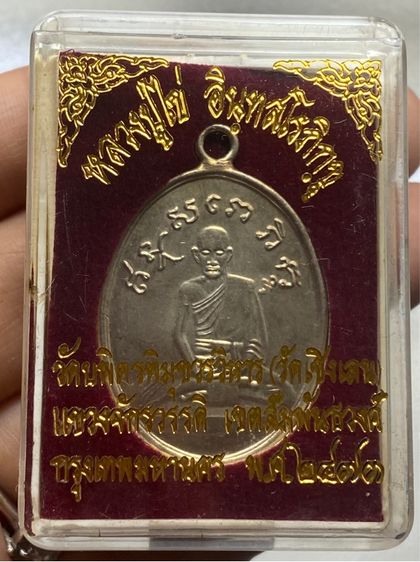 หลวงปู่ไข่ อินฺทสโรภิกฺขุ
วัดบพิตรพิมุขวรวิหาร (วัดเชิงเลน)
แขวงจักรวรรดิ์ เขตสัมพันธวงศ์
กรุงเทพมหานคร พ.ศ.๒๔๗๓